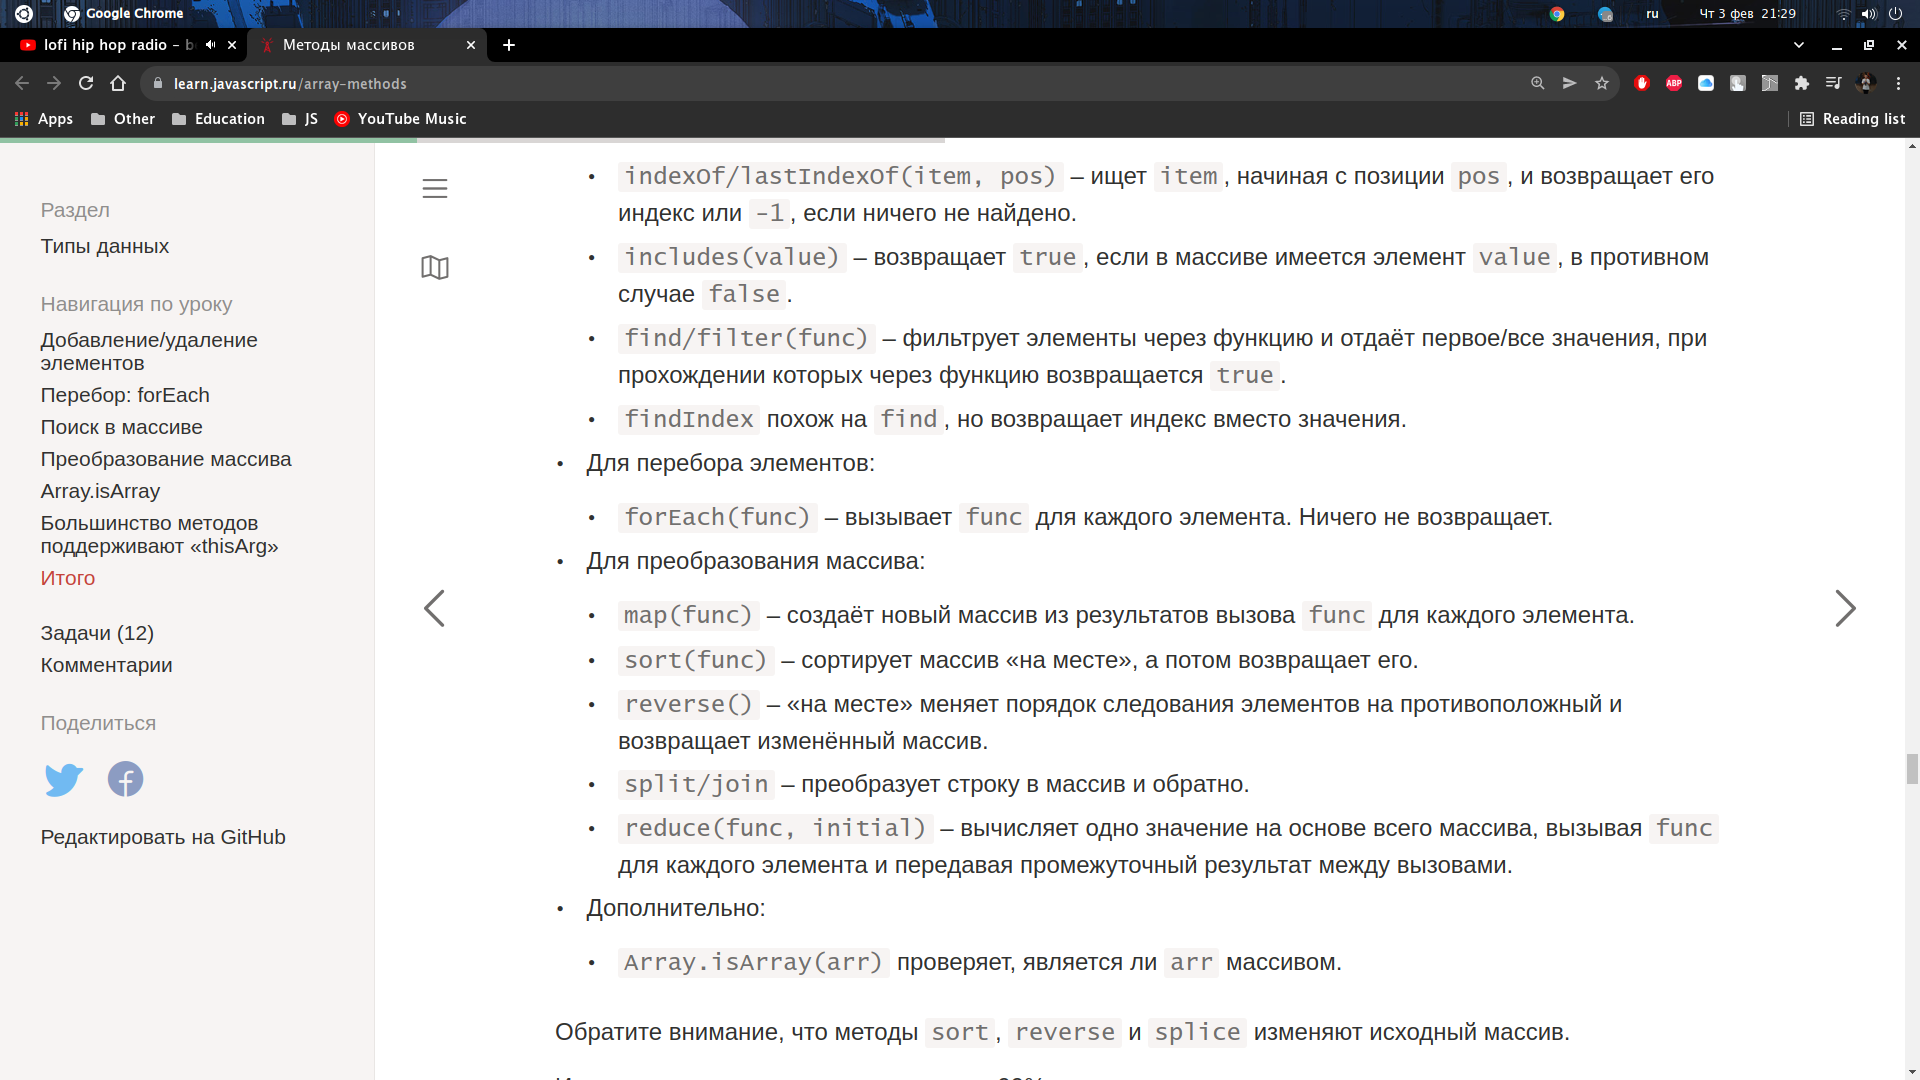 Google Chrome
ru
Чт 3 фев 21:29
lofi hip hop radio – b
Методы массивов
learn.javascript.ru/array-methods
ABP
Apps
Other
Education
JS
YouTube Music
Reading list
Раздел
Типы данных
Навигация по уроку
Добавление/удаление
элементов
Перебор: forEach
Поиск в массиве
Преобразование массива
Array.isArray
Большинство методов
поддерживают «thisArg»
Итого
Задачи (12)
Комментарии
Поделиться
Редактировать на GitHub
• indexOf/lastIndexOf(item, pos) – ищет item, начиная с позиции pos, и возвращает его
индекс или -1, если ничего не найдено.
• includes(value) – возвращает true, если в массиве имеется элемент value, в противном
случае false.
• find/filter(func) – фильтрует элементы через функцию и отдаёт первое/все значения, при
прохождении которых через функцию возвращается true.
• findIndex похож на find, но возвращает индекс вместо значения.
• Для перебора элементов:
• forEach(func) – вызывает func для каждого элемента. Ничего не возвращает.
• Для преобразования массива:
• map(func) – создаёт новый массив из результатов вызова func для каждого элемента.
• sort(func) – сортирует массив «на месте», а потом возвращает его.
• reverse() – «на месте» меняет порядок следования элементов на противоположный и
возвращает изменённый массив.
• split/join – преобразует строку в массив и обратно.
• reduce(func, initial) – вычисляет одно значение на основе всего массива, вызывая func
для каждого элемента и передавая промежуточный результат между вызовами.
• Дополнительно:
• Array.isArray(arr) проверяет, является ли arr массивом.
Обратите внимание, что методы sort, reverse и splice изменяют исходный массив.